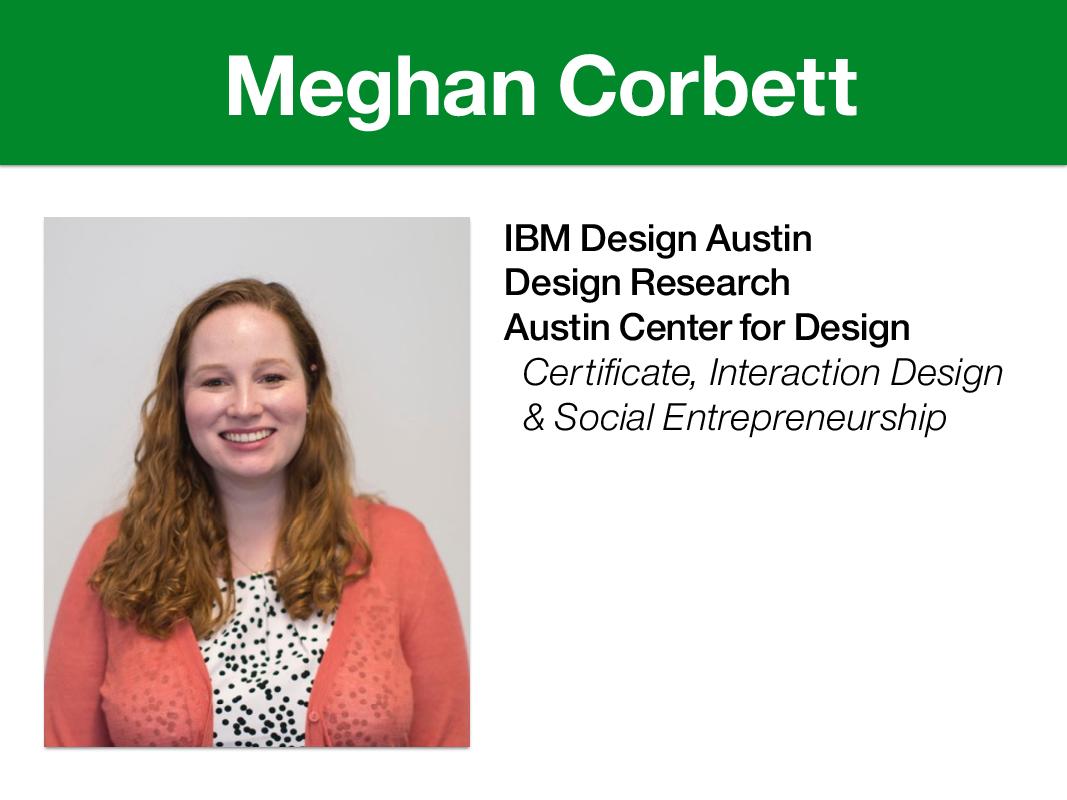 Meghan Corbett
IBM Design Austin
Design Research
Austin Center for Design
Certificate, Interaction Design
& Social Entrepreneurship